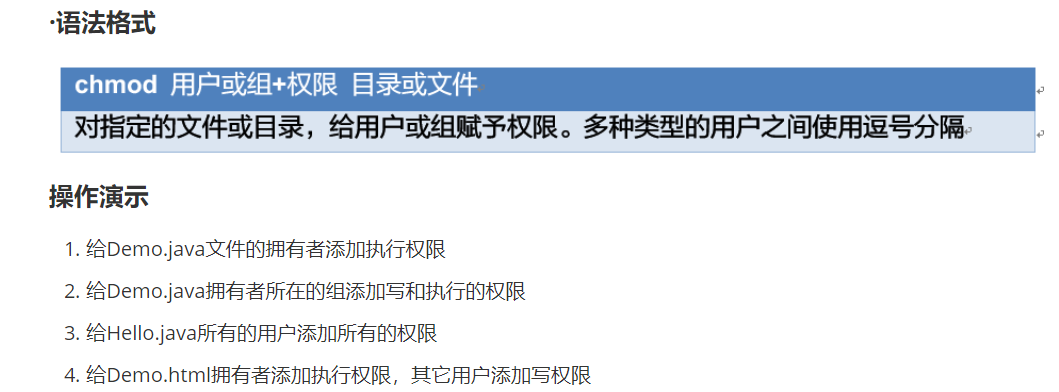 ·语法格式
chmod 用户或组+权限 目录或文件
对指定的文件或目录，给用户或组赋予权限。多种类型的用户之间使用逗号分隔
操作演示
1. 给Demo.java文件的拥有者添加执行权限
2. 给Demo.java拥有者所在的组添加写和执行的权限
3. 给Hello.java所有的用户添加所有的权限
4. 给Demo.html拥有者添加执行权限，其它用户添加写权限